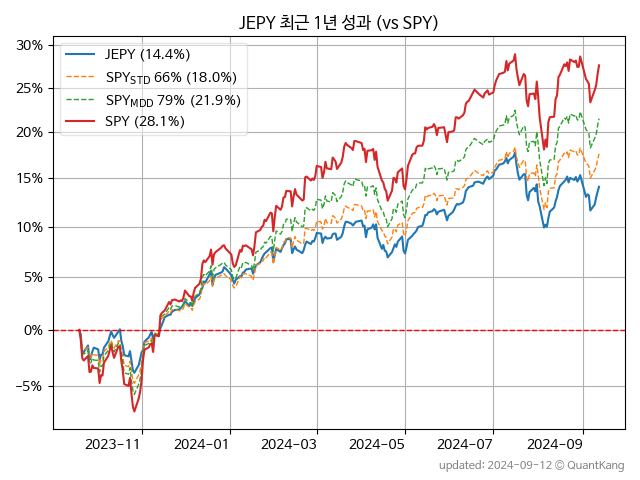 JEPY 최근 1년 성과 (vs SPY)
JEPY (14.4%)
SPY_STD 66% (18.0%)
SPY_MDD 79% (21.9%)
SPY (28.1%)
30%
25%
20%
15%
10%
5%
0%
−5%
2023-11 2024-01 2024-03 2024-05 2024-07 2024-09
updated: 2024-09-12 © QuantKang